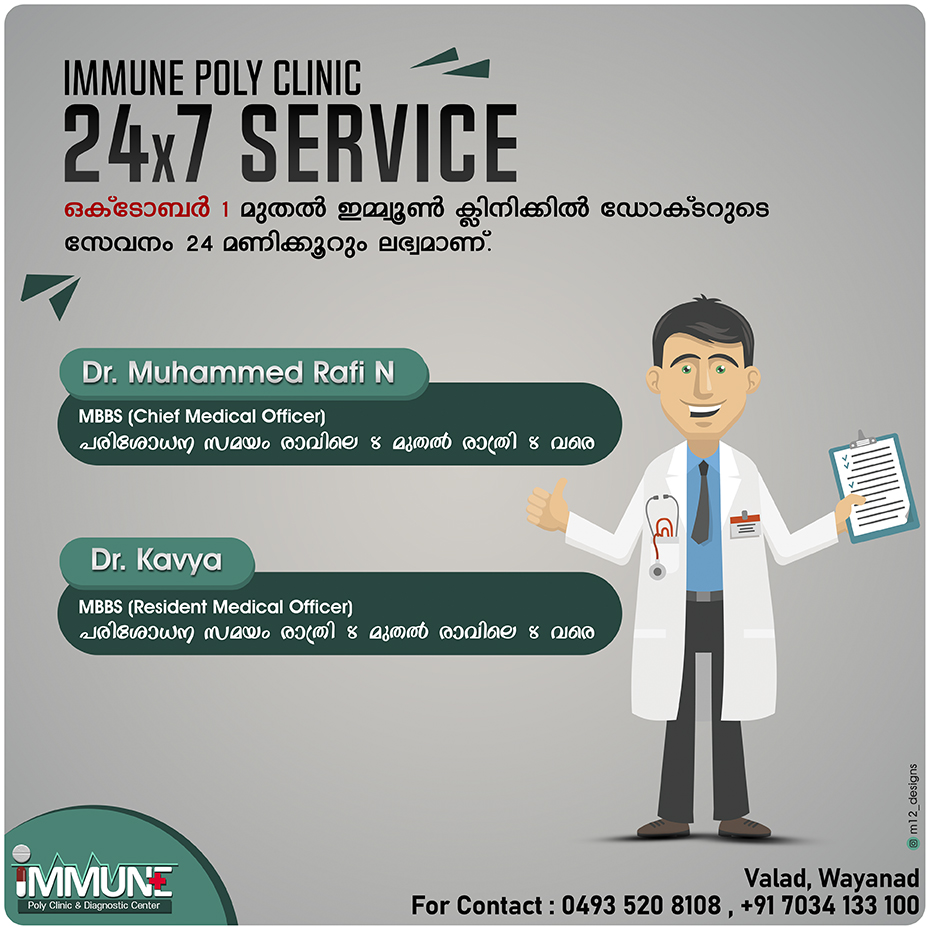 IMMUNE POLY CLINIC
24x7 SERVICE
ഒക്ടോബർ 1 മുതൽ ഇമ്മ്യൂൺ ക്ലിനിക്കിൽ ഡോക്ടറുടെ
സേവനം 24 മണിക്കൂറും ലഭ്യമാണ്.
Dr. Muhammed Rafi N
MBBS (Chief Medical Officer)
പരിശോധന സമയം രാവിലെ 8 മുതൽ രാത്രി 8 വരെ
Dr. Kavya
MBBS (Resident Medical Officer)
പരിശോധന സമയം രാത്രി 8 മുതൽ രാവിലെ 8 വരെ
m12_designs
IMMUNE
Poly Clinic & Diagnostic Center
Valad, Wayanad
For Contact : 0493 520 8108 , +91 7034 133 100